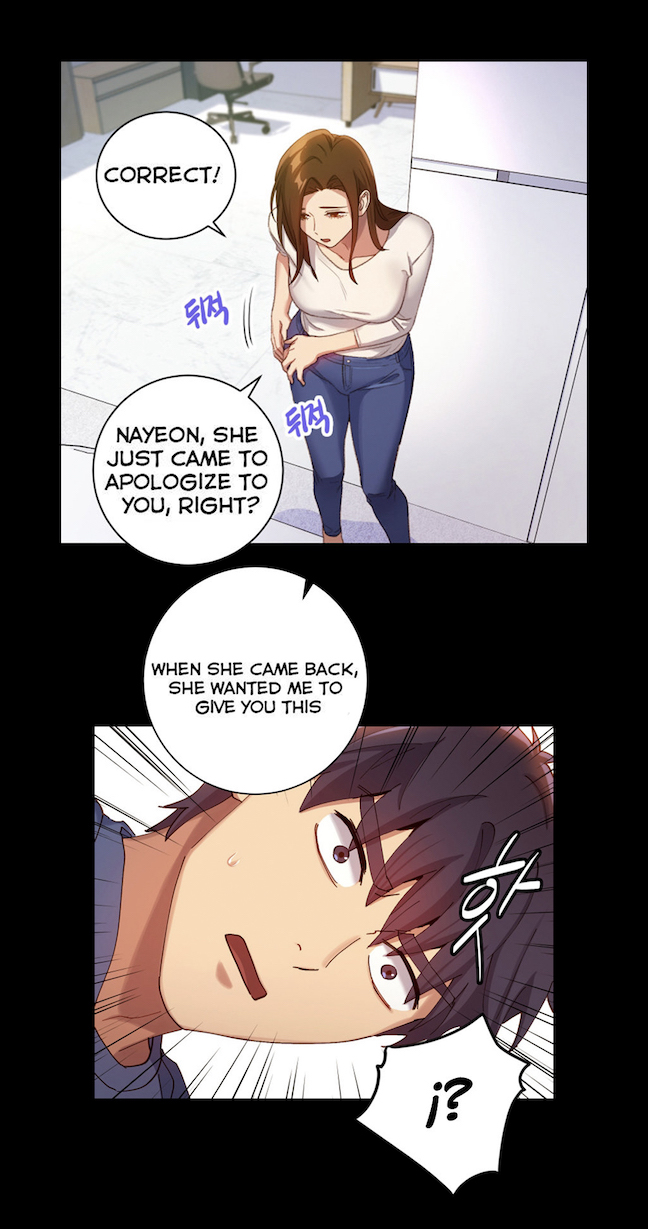 CORRECT!
뒤적
뒤적
NAYEON, SHE
JUST CAME TO
APOLOGIZE TO
YOU, RIGHT?
WHEN SHE CAME BACK,
SHE WANTED ME TO
GIVE YOU THIS
홧
¡?